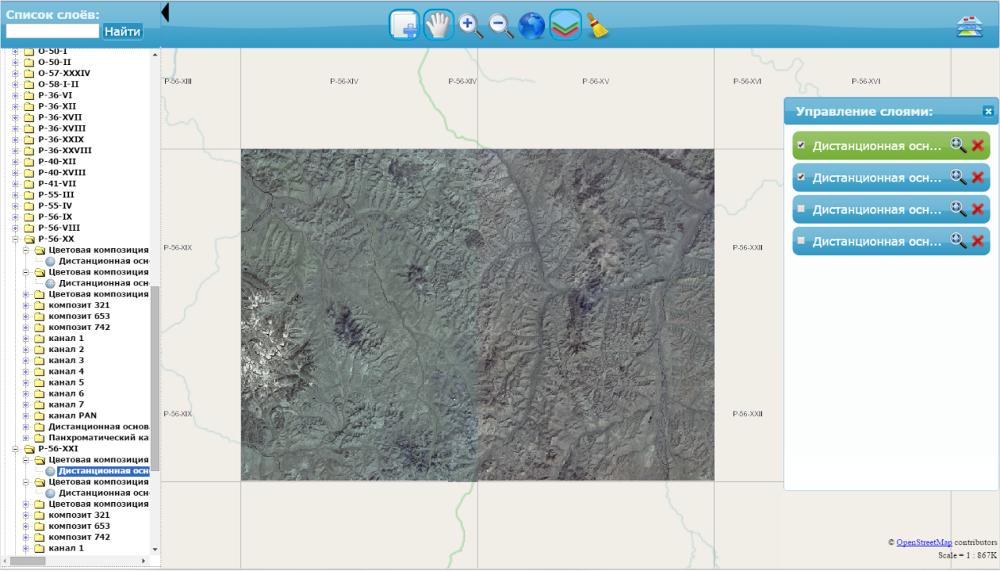 Список слоёв:
Найти
O-50-I
O-50-II
O-57-XXXIV
O-58-I-II
P-36-VI
P-36-XII
P-36-XVII
P-36-XVIII
P-36-XXIX
P-36-XXVIII
P-40-XII
P-40-XVIII
P-41-VII
P-55-III
P-55-IV
P-56-IX
P-56-VIII
P-56-XX
Цветовая композиция
Дистанционная осн
Цветовая композиция
Дистанционная осн
Цветовая композиция
композит 321
композит 653
композит 742
канал 1
канал 2
канал 3
канал 4
канал 5
канал 6
канал 7
канал PAN
Дистанционная основ
Панхроматический ка
P-56-XXI
Цветовая композиция
Дистанционная осн
Цветовая композиция
Дистанционная осн
Цветовая композиция
композит 321
композит 653
композит 742
канал 1
P-56-XIII P-56-XIV P-56-XIV P-56-XV P-56-XVI P-56-XVI
P-56-XIX P-56-XXII
P-56-XIX P-56-XXII
Управление слоями:
Дистанционная осн...
Дистанционная осн...
Дистанционная осн...
Дистанционная осн...
© OpenStreetMap contributors
Scale = 1 : 867K